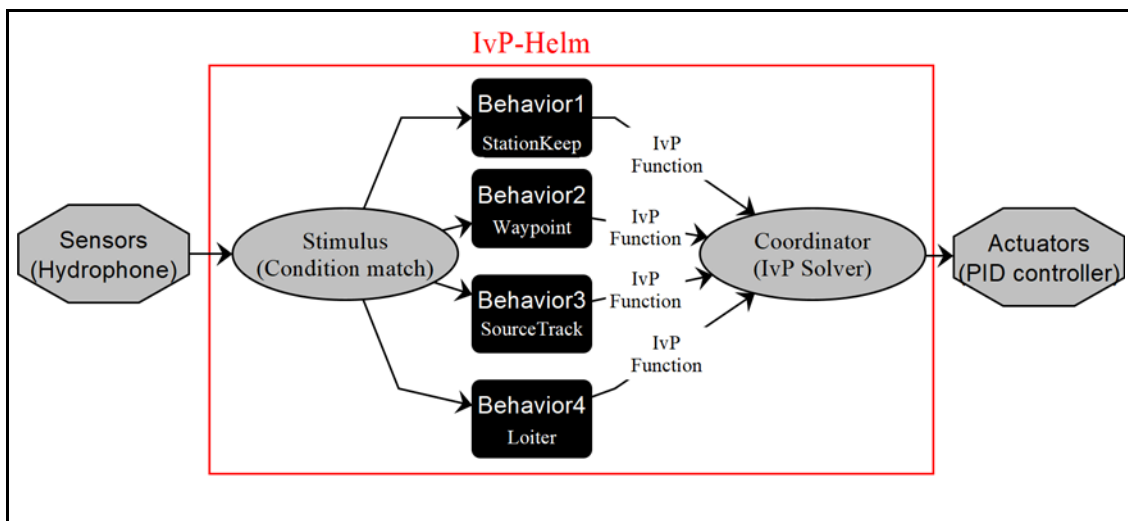 IvP-Helm
Sensors
(Hydrophone)
Stimulus
(Condition match)
Behavior1
StationKeep
Behavior2
Waypoint
Behavior3
SourceTrack
Behavior4
Loiter
IvP
Function
IvP
Function
IvP
Function
IvP
Function
Coordinator
(IvP Solver)
Actuators
(PID controller)